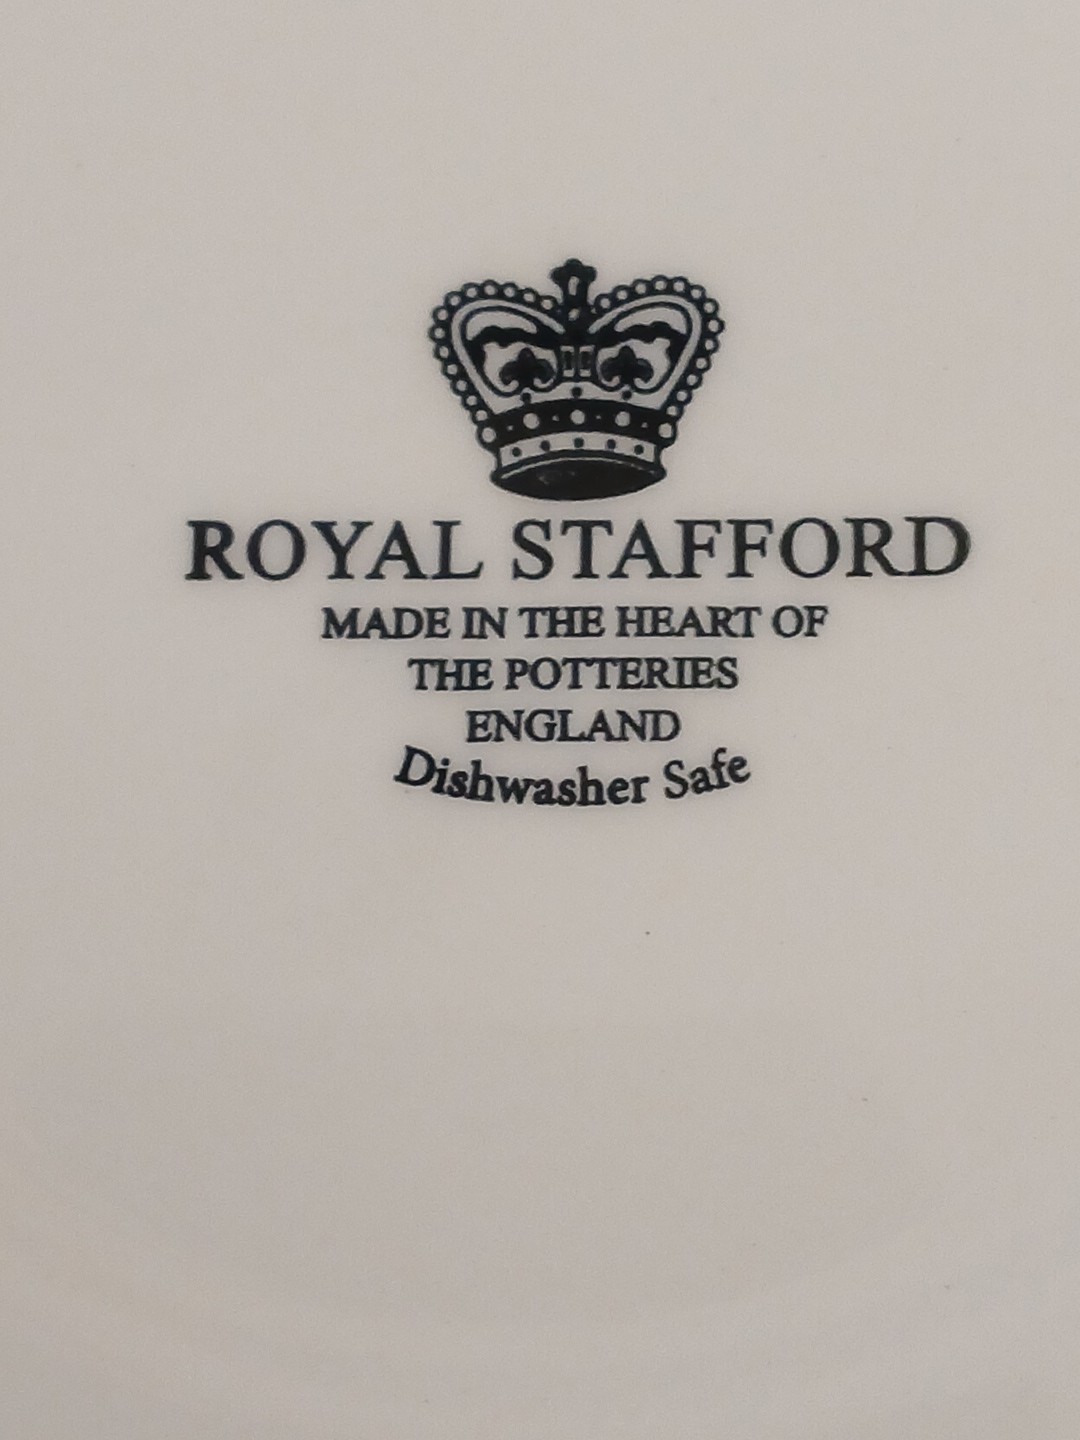 ROYAL STAFFORD
MADE IN THE HEART OF
THE POTTERIES
ENGLAND
Dishwasher Safe